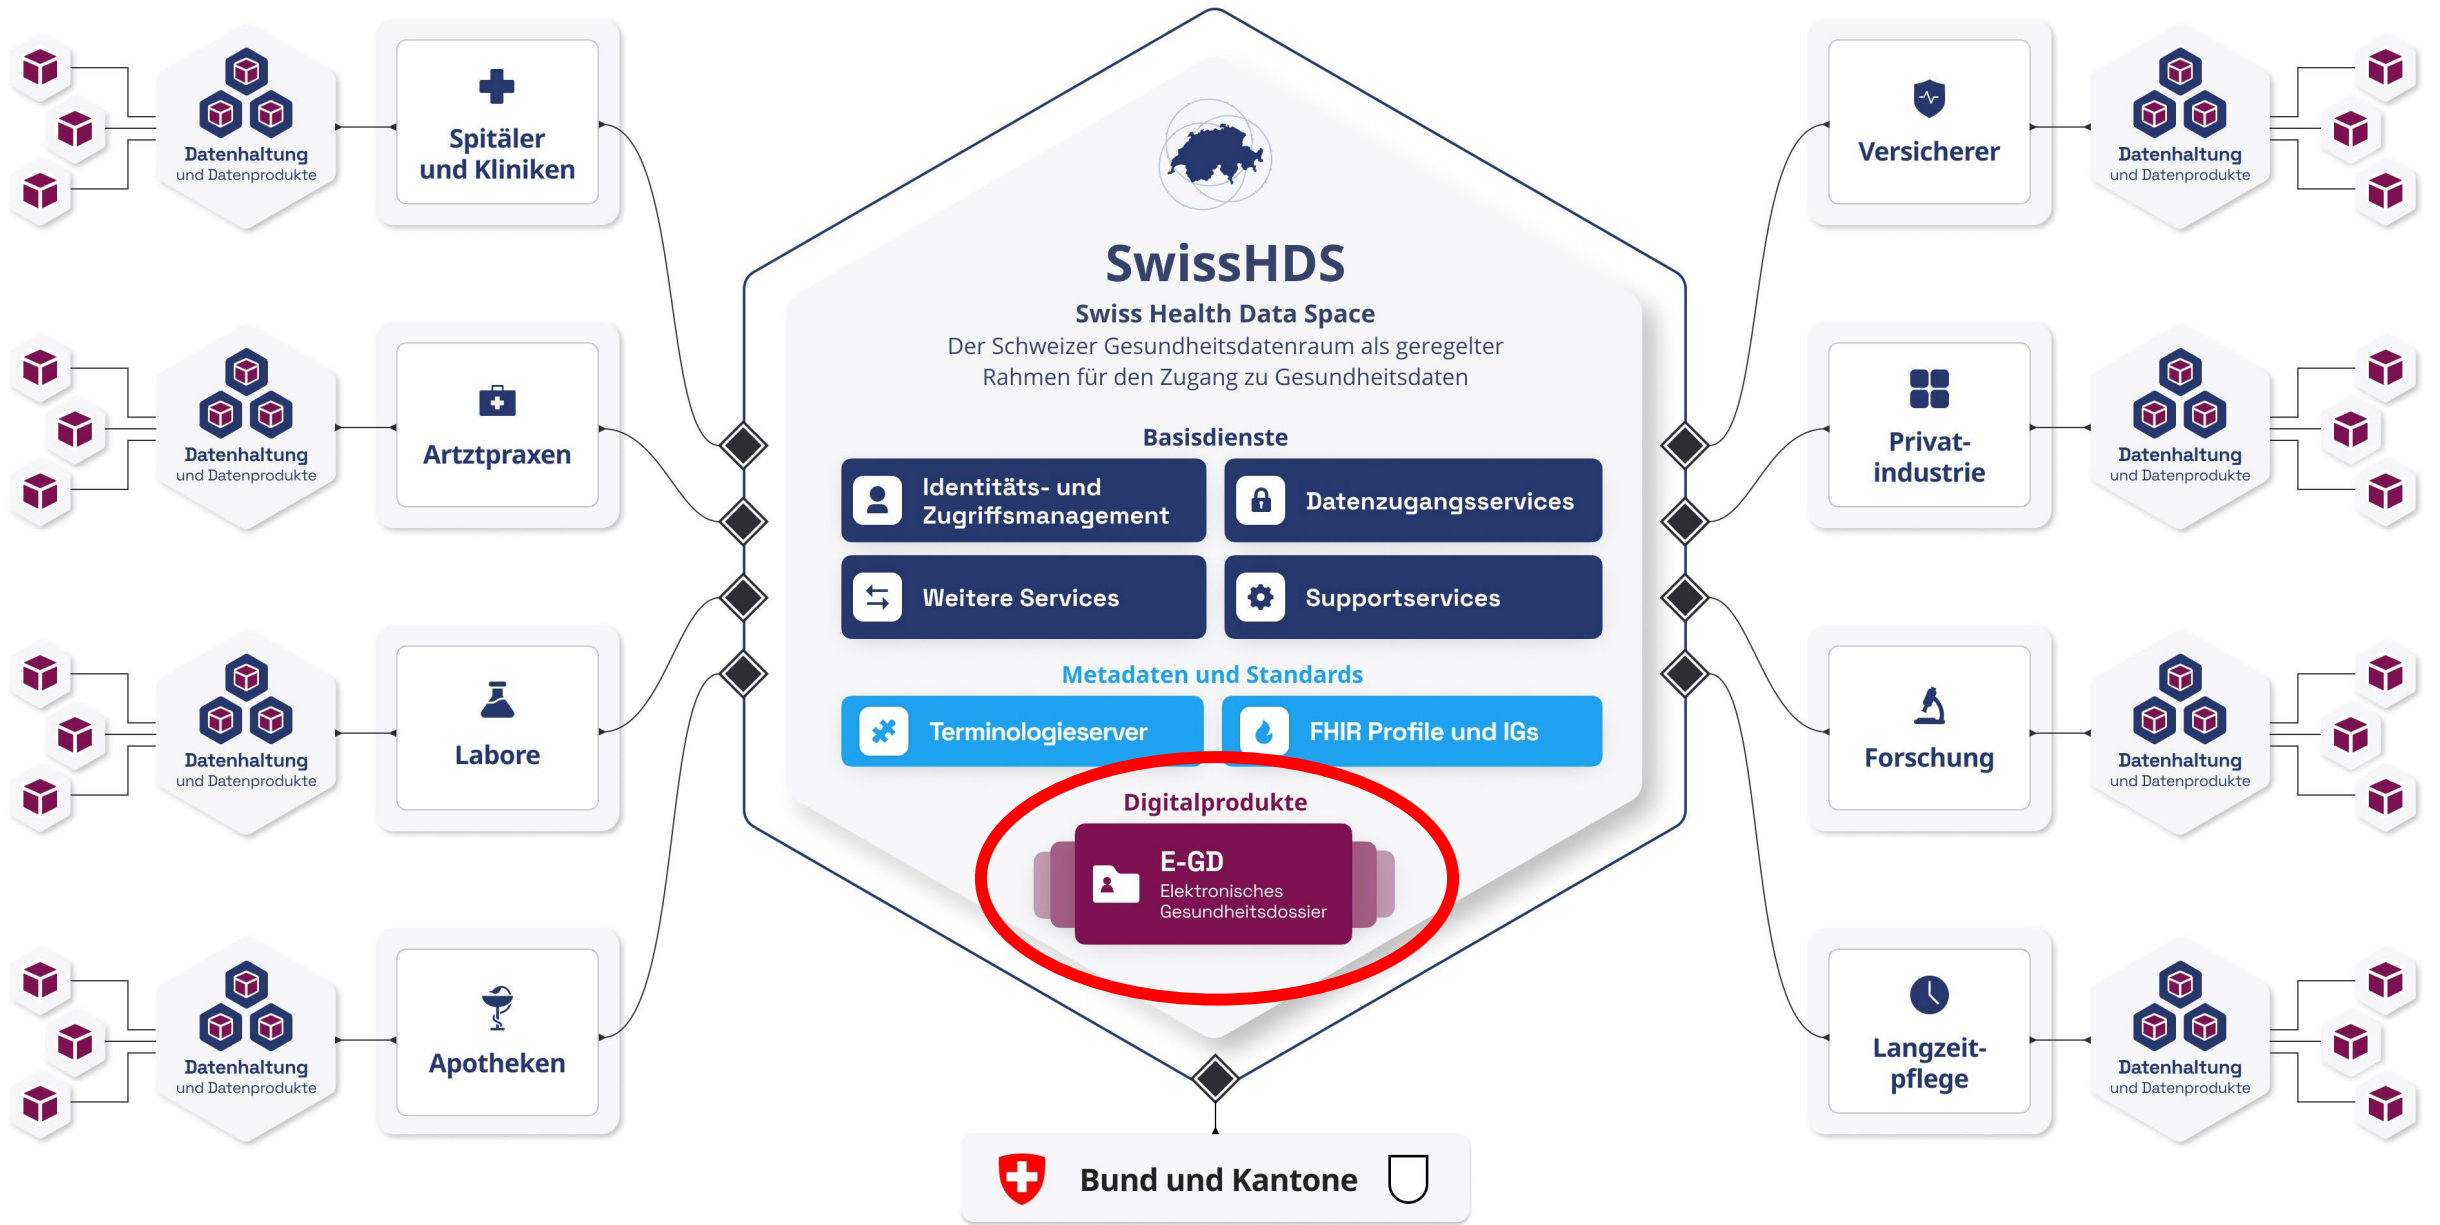 Datenhaltung
und Datenprodukte
Spitäler
und Kliniken
Datenhaltung
und Datenprodukte
Artztpraxen
Datenhaltung
und Datenprodukte
Labore
Datenhaltung
und Datenprodukte
Apotheken
SwissHDS
Swiss Health Data Space
Der Schweizer Gesundheitsdatenraum als geregelter
Rahmen für den Zugang zu Gesundheitsdaten
Basisdienste
Identitäts- und
Zugriffsmanagement
Datenzugangsservices
Weitere Services
Supportservices
Metadaten und Standards
Terminologieserver
FHIR Profile und IGs
Digitalprodukte
E-GD
Elektronisches
Gesundheitsdossier
Bund und Kantone
Versicherer
Datenhaltung
und Datenprodukte
Privat-
industrie
Datenhaltung
und Datenprodukte
Forschung
Datenhaltung
und Datenprodukte
Langzeit-
pflege
Datenhaltung
und Datenprodukte